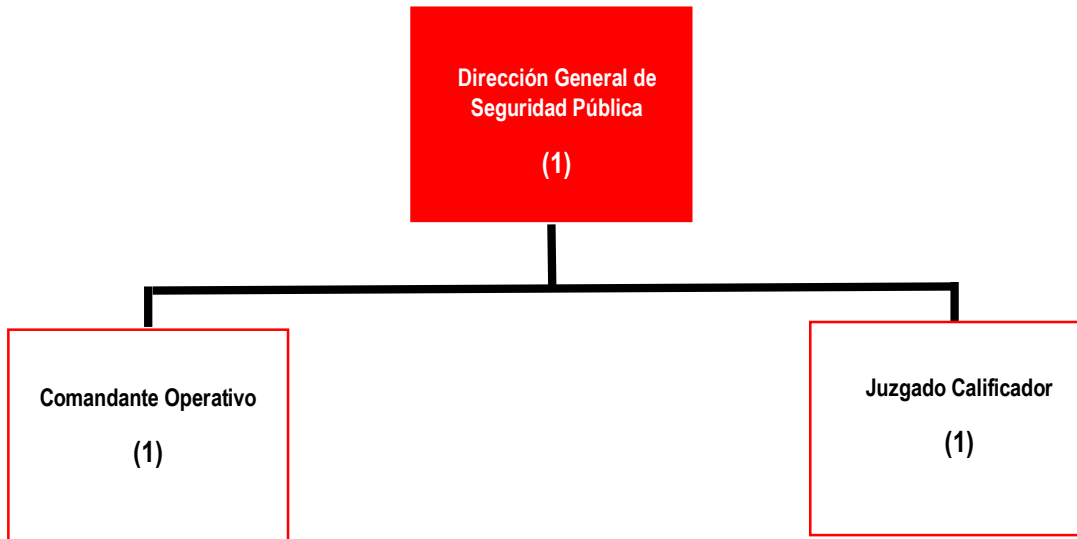 Dirección General de
Seguridad Pública
(1)
Comandante Operativo
(1)
Juzgado Calificador
(1)